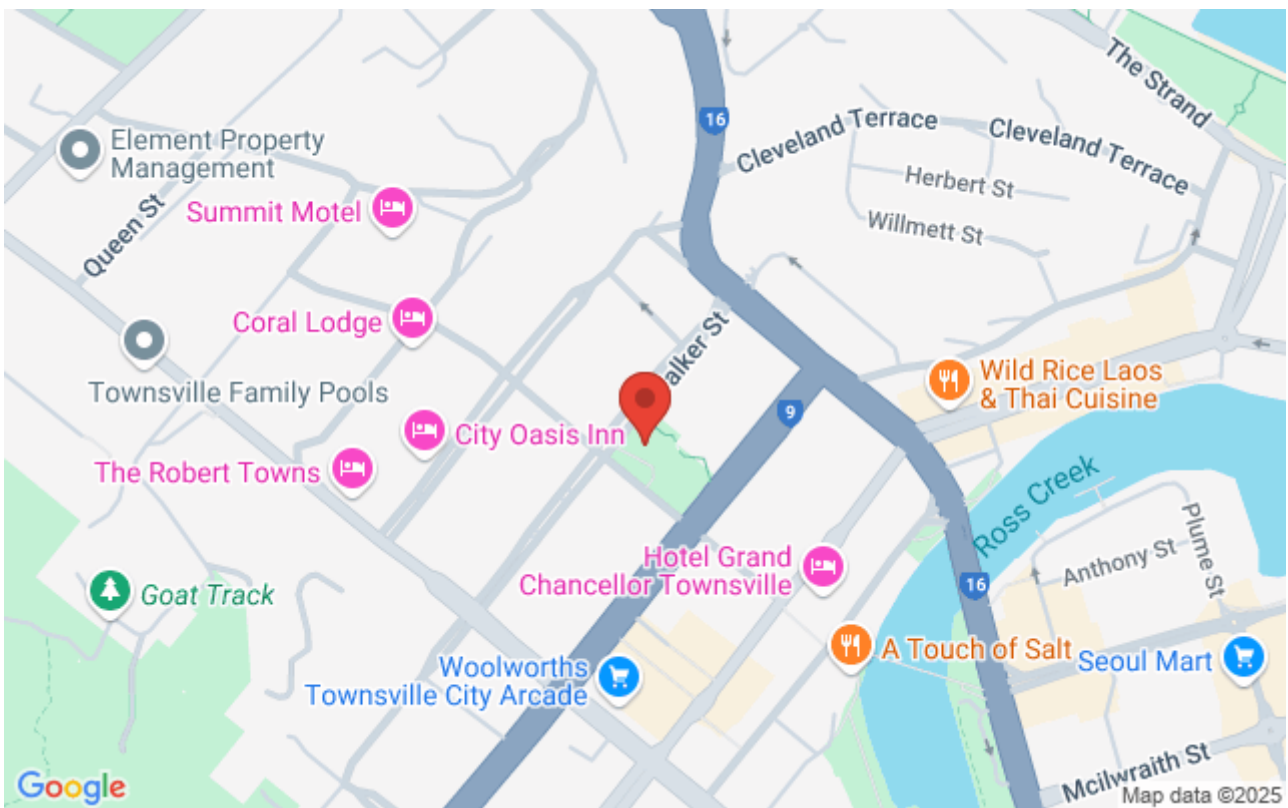 16
The Strand
Cleveland Terrace
Cleveland Terrace
Element Property
Management
Herbert St
Summit Motel
Willmett St
Queen St
Coral Lodge
alker St
Wild Rice Laos
& Thai Cuisine
Townsville Family Pools
9
City Oasis Inn
The Robert Towns
Ross Creek
Plume St
Hotel Grand
Chancellor Townsville
Anthony St
16
Goat Track
A Touch of Salt
Seoul Mart
Woolworths
Townsville City Arcade
Mcilwraith St
Google
Map data ©2025